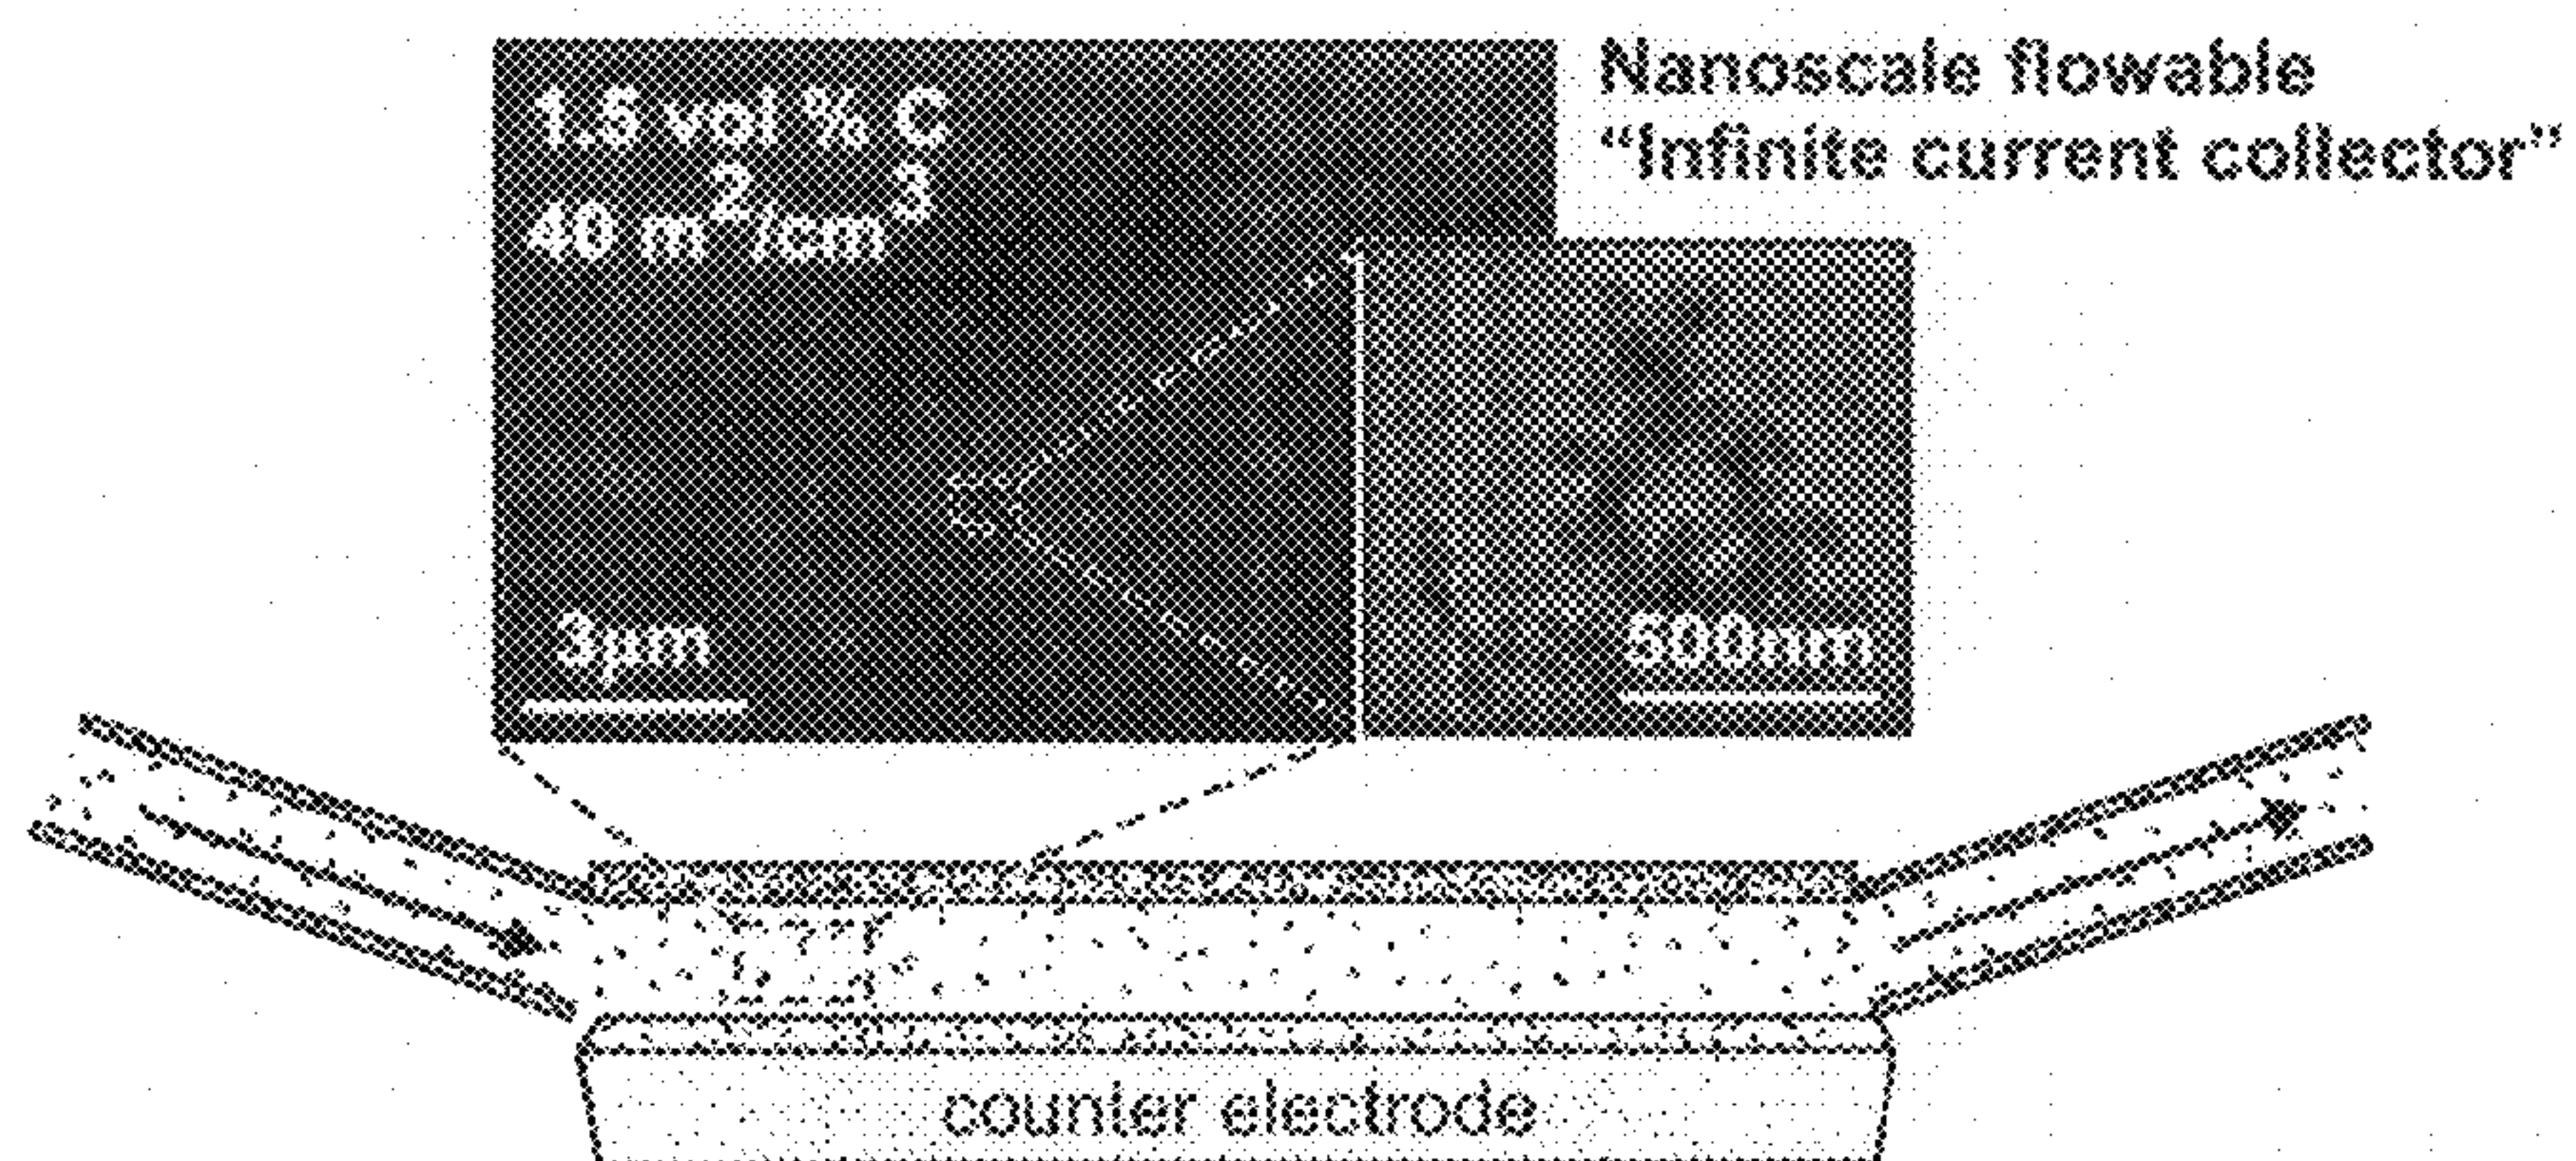 1.5 vol % C
40 m²/cm³
Nanoscale flowable
“Infinite current collector”
3µm
500nm
counter electrode